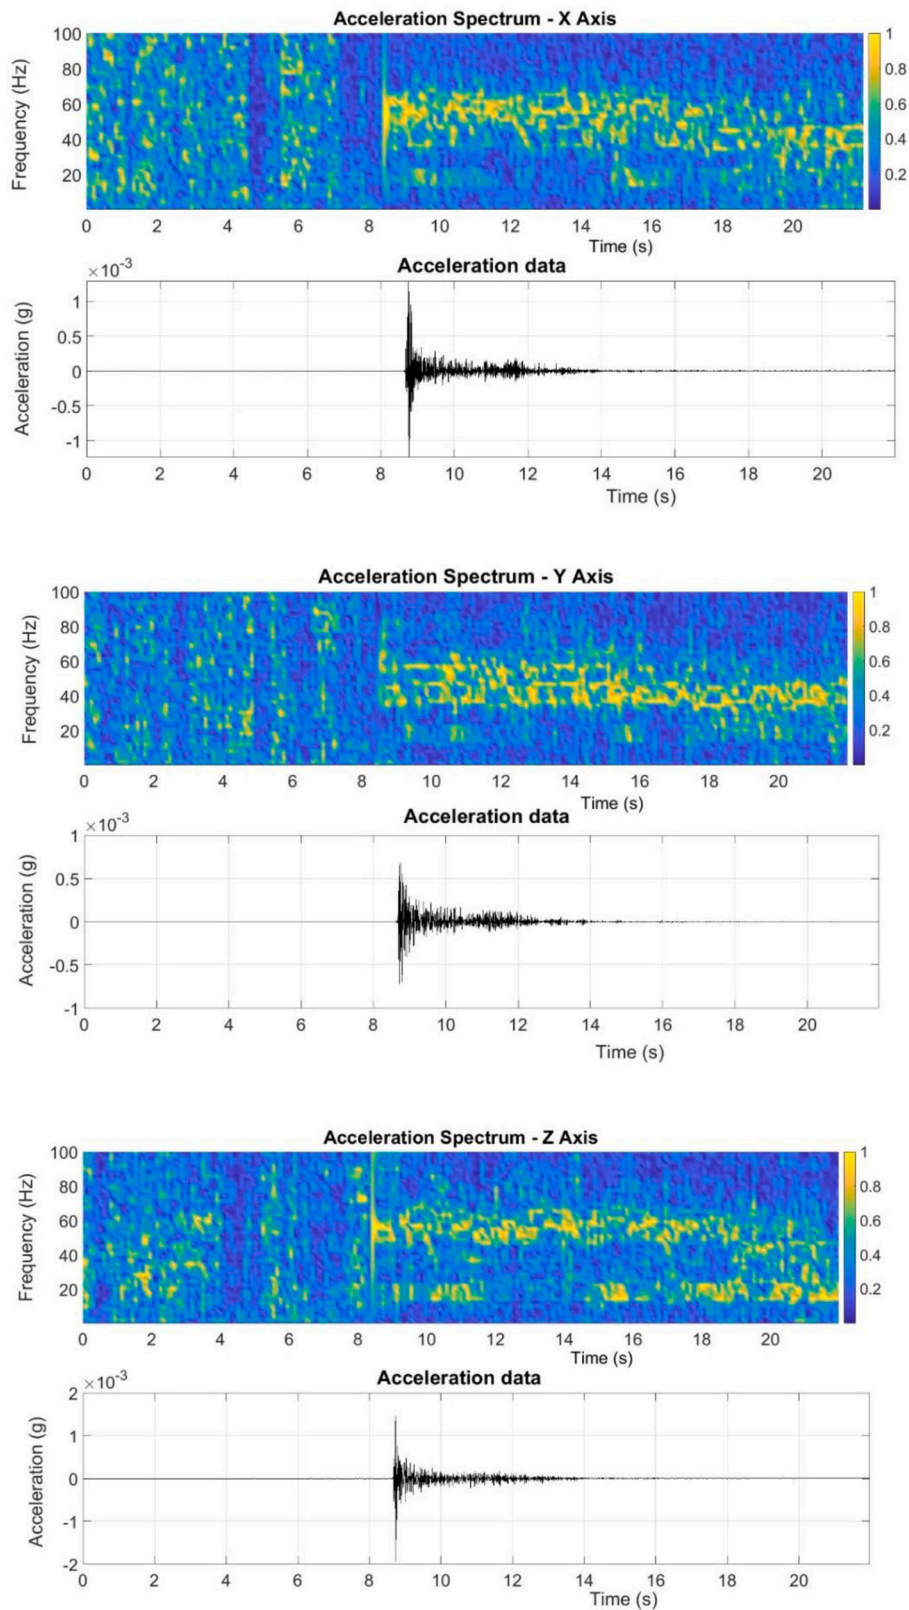 Acceleration Spectrum - X Axis
Frequency (Hz)
100
80
60
40
20
0 2 4 6 8 10 12 14 16 18 20
Time (s)
1
0.8
0.6
0.4
0.2
Acceleration data
×10⁻³
Acceleration (g)
1
0.5
0
-0.5
-1
0 2 4 6 8 10 12 14 16 18 20
Time (s)
Acceleration Spectrum - Y Axis
Frequency (Hz)
100
80
60
40
20
0 2 4 6 8 10 12 14 16 18 20
Time (s)
1
0.8
0.6
0.4
0.2
Acceleration data
×10⁻³
Acceleration (g)
1
0.5
0
-0.5
-1
0 2 4 6 8 10 12 14 16 18 20
Time (s)
Acceleration Spectrum - Z Axis
Frequency (Hz)
100
80
60
40
20
0 2 4 6 8 10 12 14 16 18 20
Time (s)
1
0.8
0.6
0.4
0.2
Acceleration data
×10⁻³
Acceleration (g)
2
1
0
-1
-2
0 2 4 6 8 10 12 14 16 18 20
Time (s)